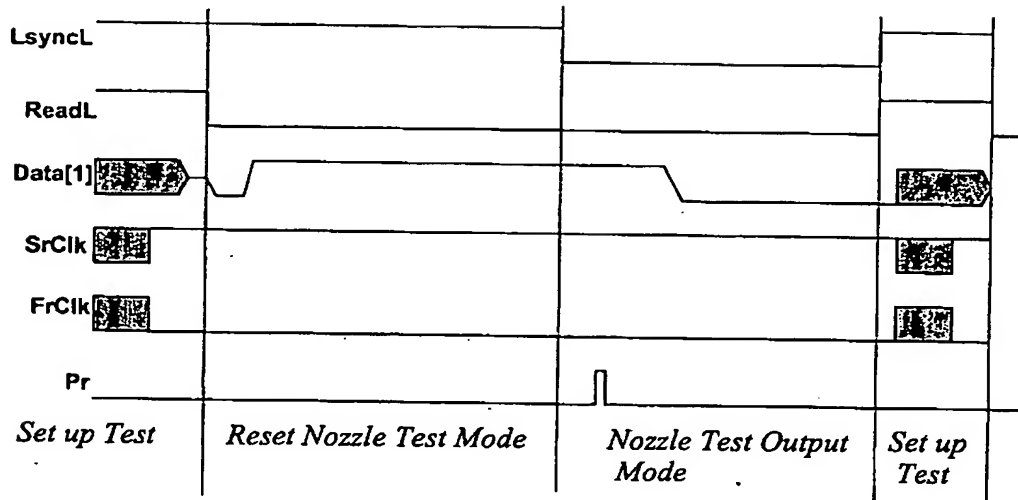 LsyncL
ReadL
Data[1]
SrClk
FrClk
Pr
Set up Test
Reset Nozzle Test Mode
Nozzle Test Output
Mode
Set up
Test